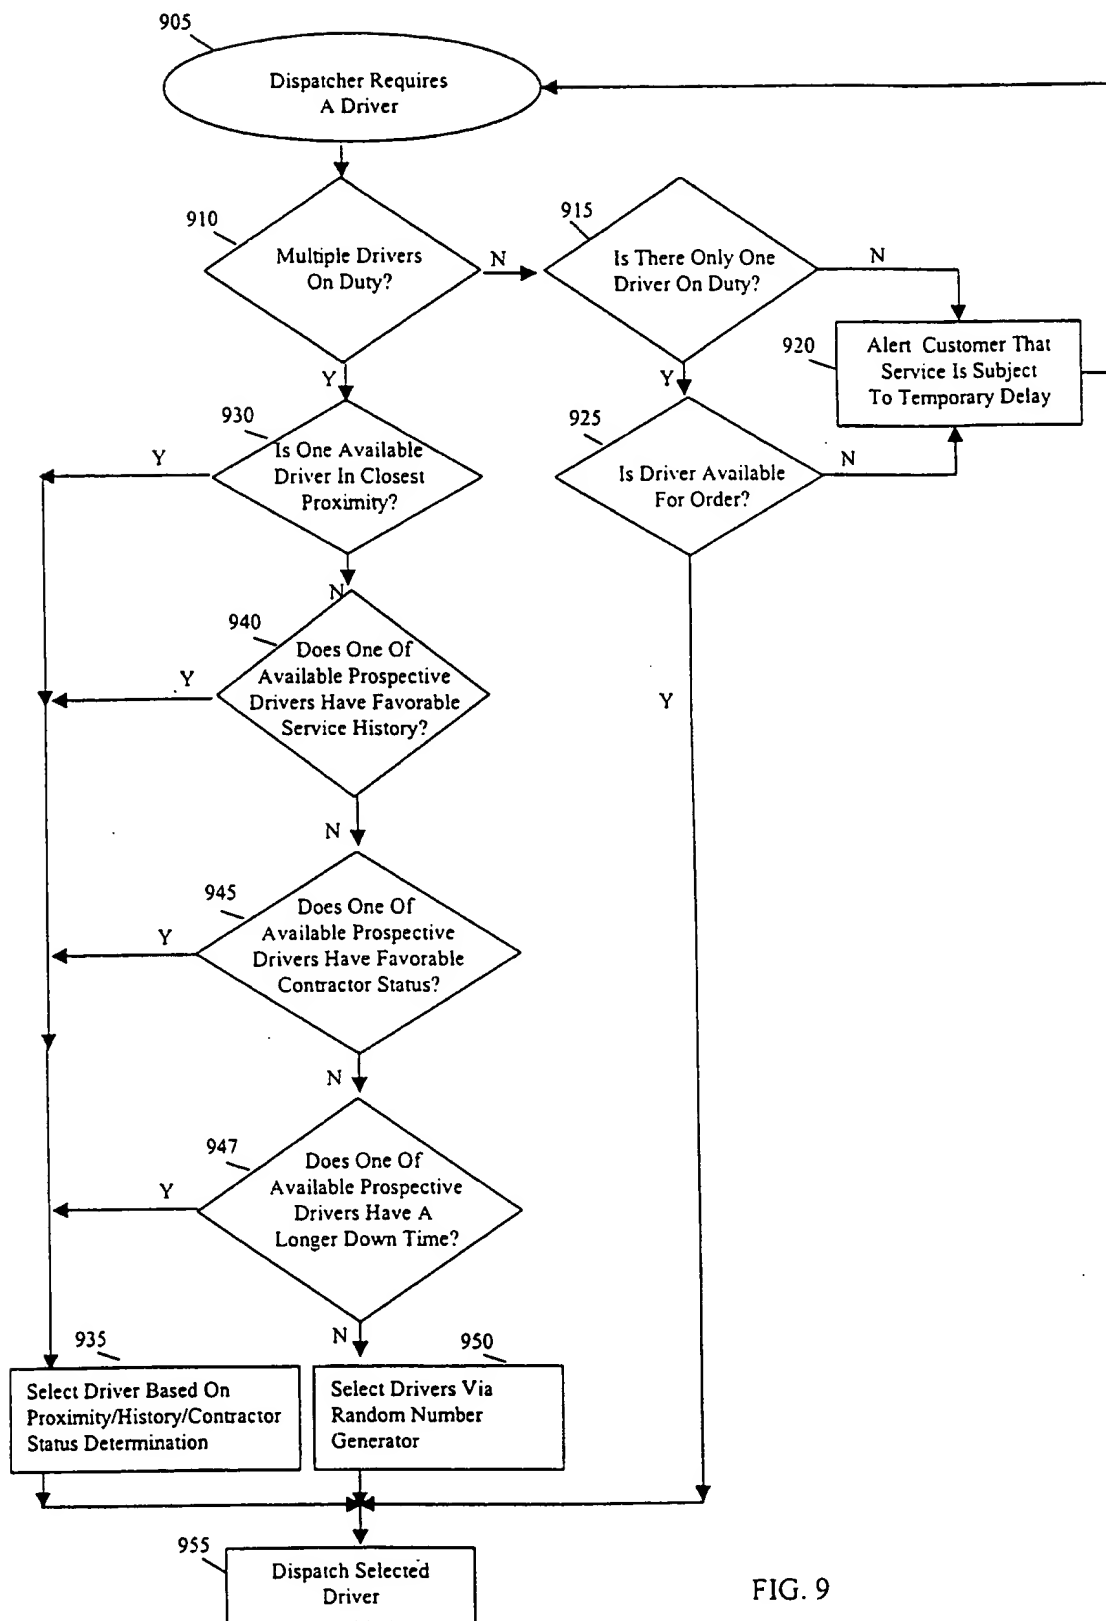 905
Dispatcher Requires
A Driver
910
Multiple Drivers
On Duty?
N
915
Is There Only One
Driver On Duty?
N
920
Alert Customer That
Service Is Subject
To Temporary Delay
Y
Y
930
Is One Available
Driver In Closest
Proximity?
Y
925
Is Driver Available
For Order?
N
N
940
Does One Of
Available Prospective
Drivers Have Favorable
Service History?
Y
Y
N
945
Does One Of
Available Prospective
Drivers Have Favorable
Contractor Status?
Y
N
947
Does One Of
Available Prospective
Drivers Have A
Longer Down Time?
Y
N
935
Select Driver Based On
Proximity/History/Contractor
Status Determination
950
Select Drivers Via
Random Number
Generator
955
Dispatch Selected
Driver
FIG. 9